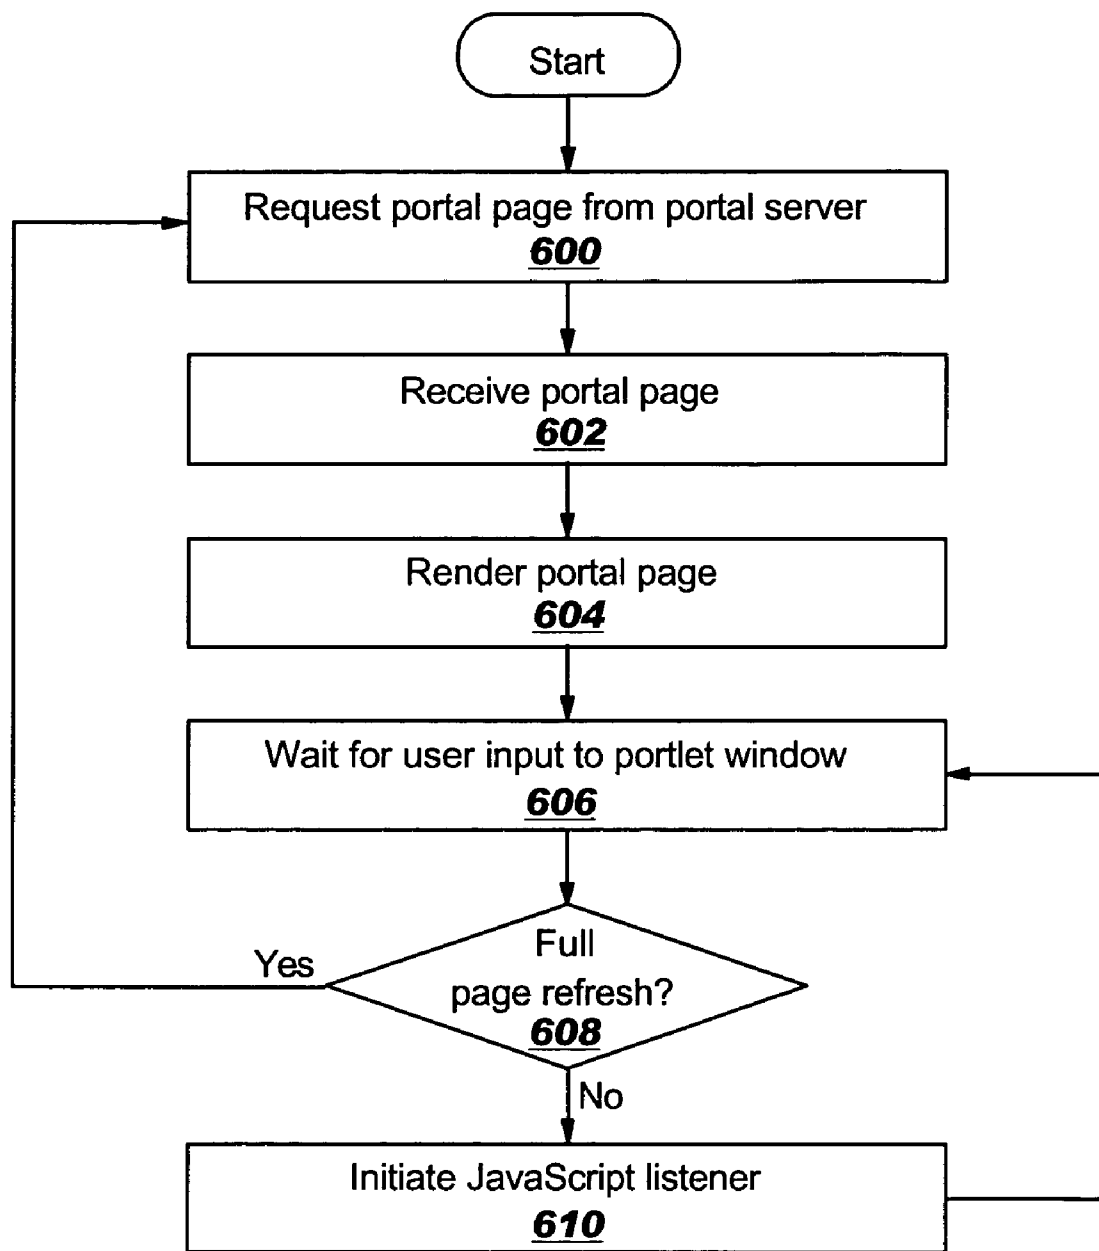 Start
Request portal page from portal server
600
Receive portal page
602
Render portal page
604
Wait for user input to portlet window
606
Full
page refresh?
608
Yes
No
Initiate JavaScript listener
610